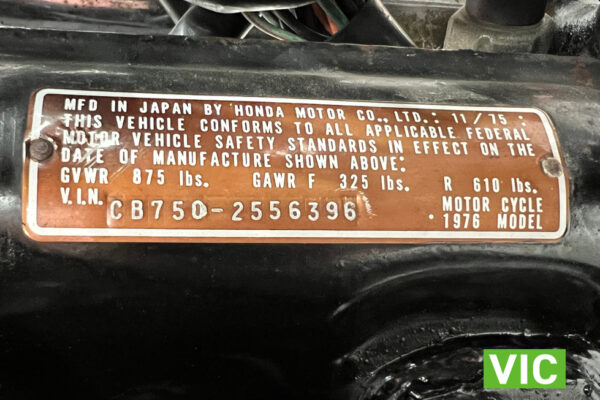 MFD IN JAPAN BY HONDA MOTOR CO., LTD.: 11/75:
THIS VEHICLE CONFORMS TO ALL APPLICABLE FEDERAL
MOTOR VEHICLE SAFETY STANDARDS IN EFFECT ON THE
DATE OF MANUFACTURE SHOWN ABOVE:
GVWR 875 lbs. GAWR F 325 lbs. R 610 lbs.
V.I.N. CB750-2556396 MOTOR CYCLE
1976 MODEL
VIC